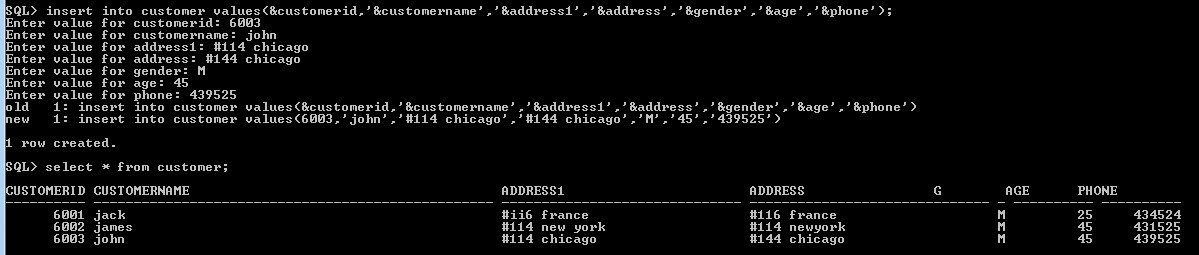 SQL> insert into customer values(&customerid,'&customername','&address1','&address','&gender','&age','&phone');
Enter value for customerid: 6003
Enter value for customername: john
Enter value for address1: #114 chicago
Enter value for address: #144 chicago
Enter value for gender: M
Enter value for age: 45
Enter value for phone: 439525
old   1: insert into customer values(&customerid,'&customername','&address1','&address','&gender','&age','&phone')
new   1: insert into customer values(6003,'john','#114 chicago','#144 chicago','M','45','439525')
1 row created.
SQL> select * from customer;
CUSTOMERID CUSTOMERNAME ADDRESS1 ADDRESS G AGE PHONE
6001 jack #ii6 france #116 france M 25 434524
6002 james #114 new york #114 newyork M 45 431525
6003 john #114 chicago #144 chicago M 45 439525